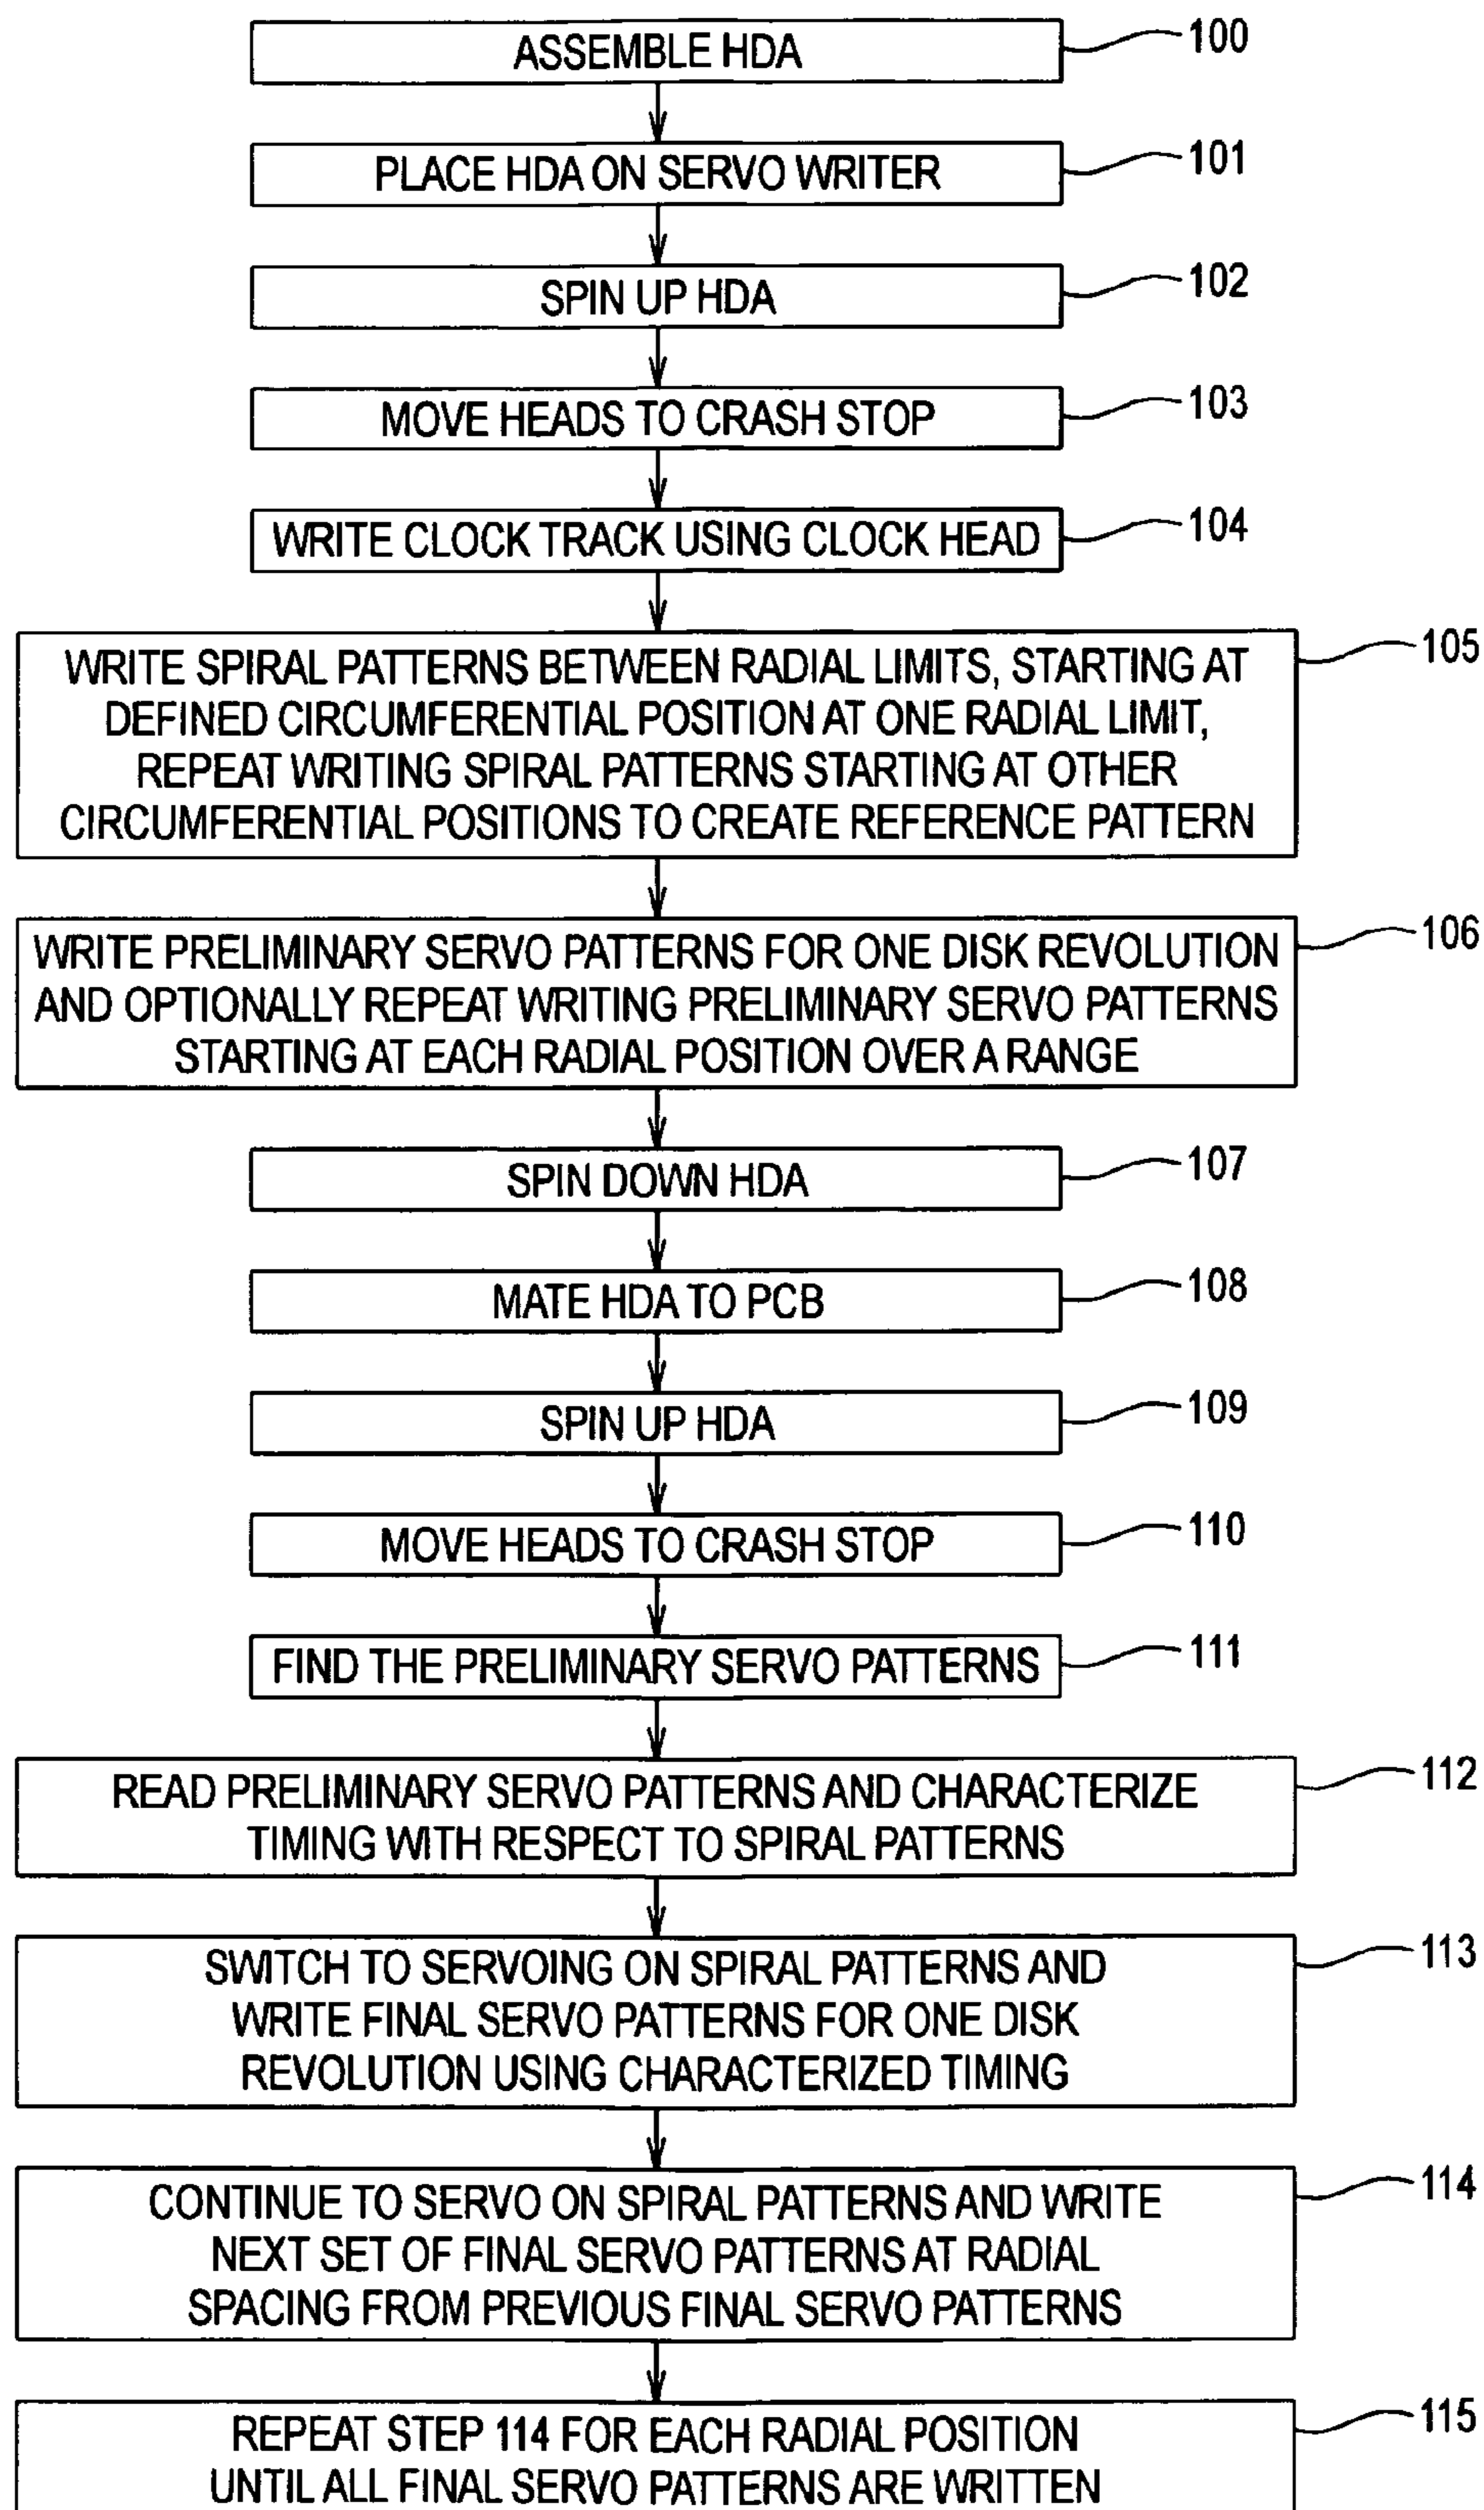 ASSEMBLE HDA
100
PLACE HDA ON SERVO WRITER
101
SPIN UP HDA
102
MOVE HEADS TO CRASH STOP
103
WRITE CLOCK TRACK USING CLOCK HEAD
104
WRITE SPIRAL PATTERNS BETWEEN RADIAL LIMITS, STARTING AT
DEFINED CIRCUMFERENTIAL POSITION AT ONE RADIAL LIMIT,
REPEAT WRITING SPIRAL PATTERNS STARTING AT OTHER
CIRCUMFERENTIAL POSITIONS TO CREATE REFERENCE PATTERN
105
WRITE PRELIMINARY SERVO PATTERNS FOR ONE DISK REVOLUTION
AND OPTIONALLY REPEAT WRITING PRELIMINARY SERVO PATTERNS
STARTING AT EACH RADIAL POSITION OVER A RANGE
106
SPIN DOWN HDA
107
MATE HDA TO PCB
108
SPIN UP HDA
109
MOVE HEADS TO CRASH STOP
110
FIND THE PRELIMINARY SERVO PATTERNS
111
READ PRELIMINARY SERVO PATTERNS AND CHARACTERIZE
TIMING WITH RESPECT TO SPIRAL PATTERNS
112
SWITCH TO SERVOING ON SPIRAL PATTERNS AND
WRITE FINAL SERVO PATTERNS FOR ONE DISK
REVOLUTION USING CHARACTERIZED TIMING
113
CONTINUE TO SERVO ON SPIRAL PATTERNS AND WRITE
NEXT SET OF FINAL SERVO PATTERNS AT RADIAL
SPACING FROM PREVIOUS FINAL SERVO PATTERNS
114
REPEAT STEP 114 FOR EACH RADIAL POSITION
UNTIL ALL FINAL SERVO PATTERNS ARE WRITTEN
115